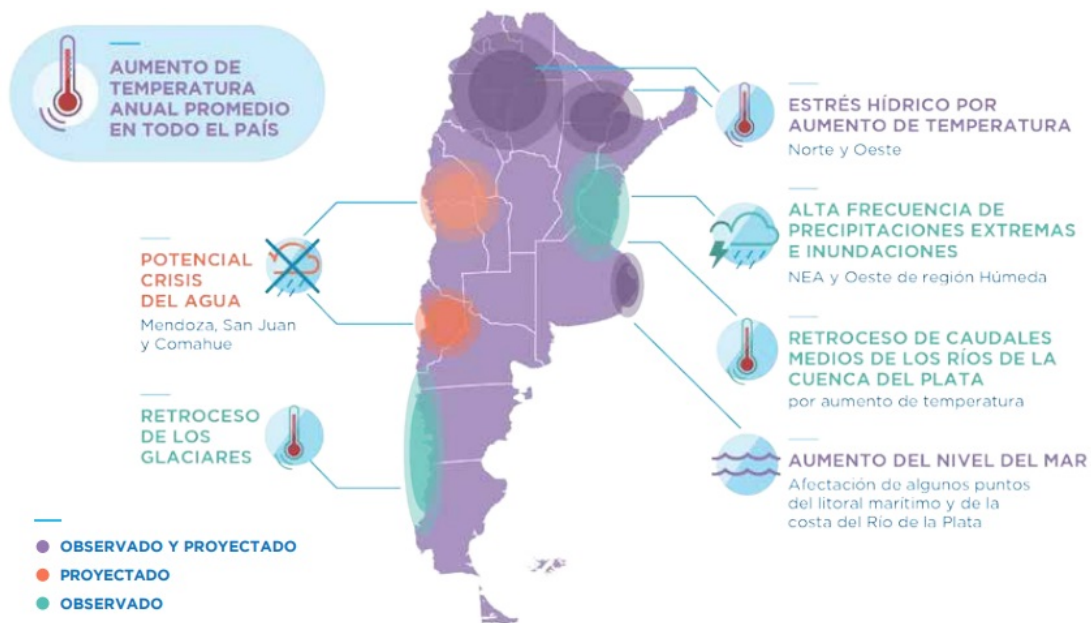 AUMENTO DE
TEMPERATURA
ANUAL PROMEDIO
EN TODO EL PAÍS
ESTRÉS HÍDRICO POR
AUMENTO DE TEMPERATURA
Norte y Oeste
ALTA FRECUENCIA DE
PRECIPITACIONES EXTREMAS
E INUNDACIONES
NEA y Oeste de región Húmeda
POTENCIAL
CRISIS
DEL AGUA
Mendoza, San Juan
y Comahue
RETROCESO DE CAUDALES
MEDIOS DE LOS RÍOS DE LA
CUENCA DEL PLATA
por aumento de temperatura
RETROCESO
DE LOS
GLACIARES
AUMENTO DEL NIVEL DEL MAR
Afectación de algunos puntos
del litoral marítimo y de la
costa del Río de la Plata
OBSERVADO Y PROYECTADO
PROYECTADO
OBSERVADO